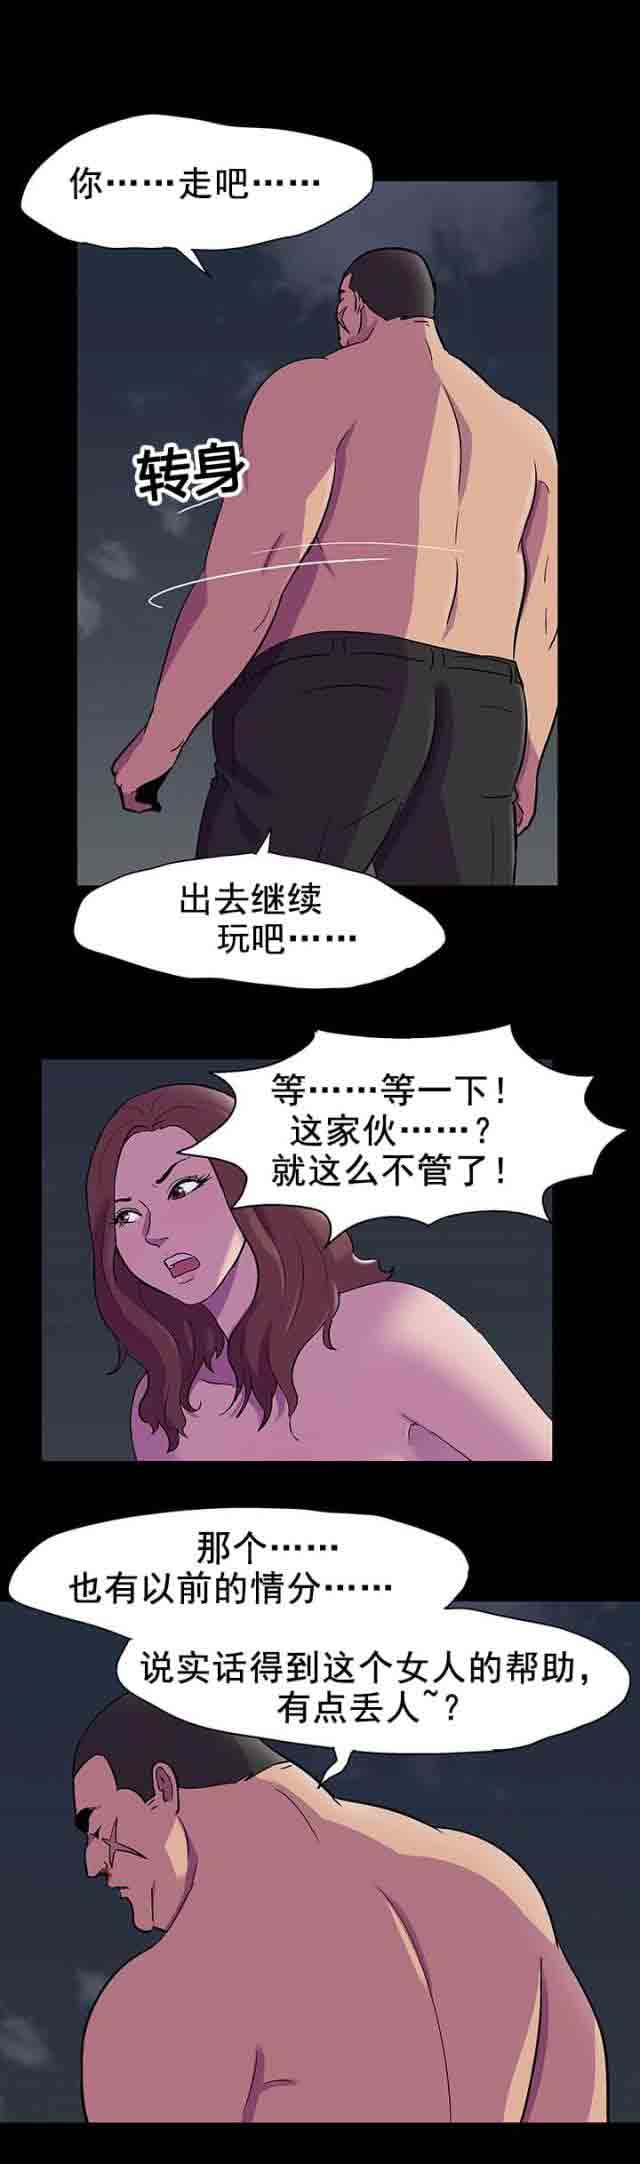 你……走吧……
转身
出去继续
玩吧……
等……等一下！
这家伙……？
就这么不管了！
那个……
也有以前的情分……
说实话得到这个女人的帮助，
有点丢人~？